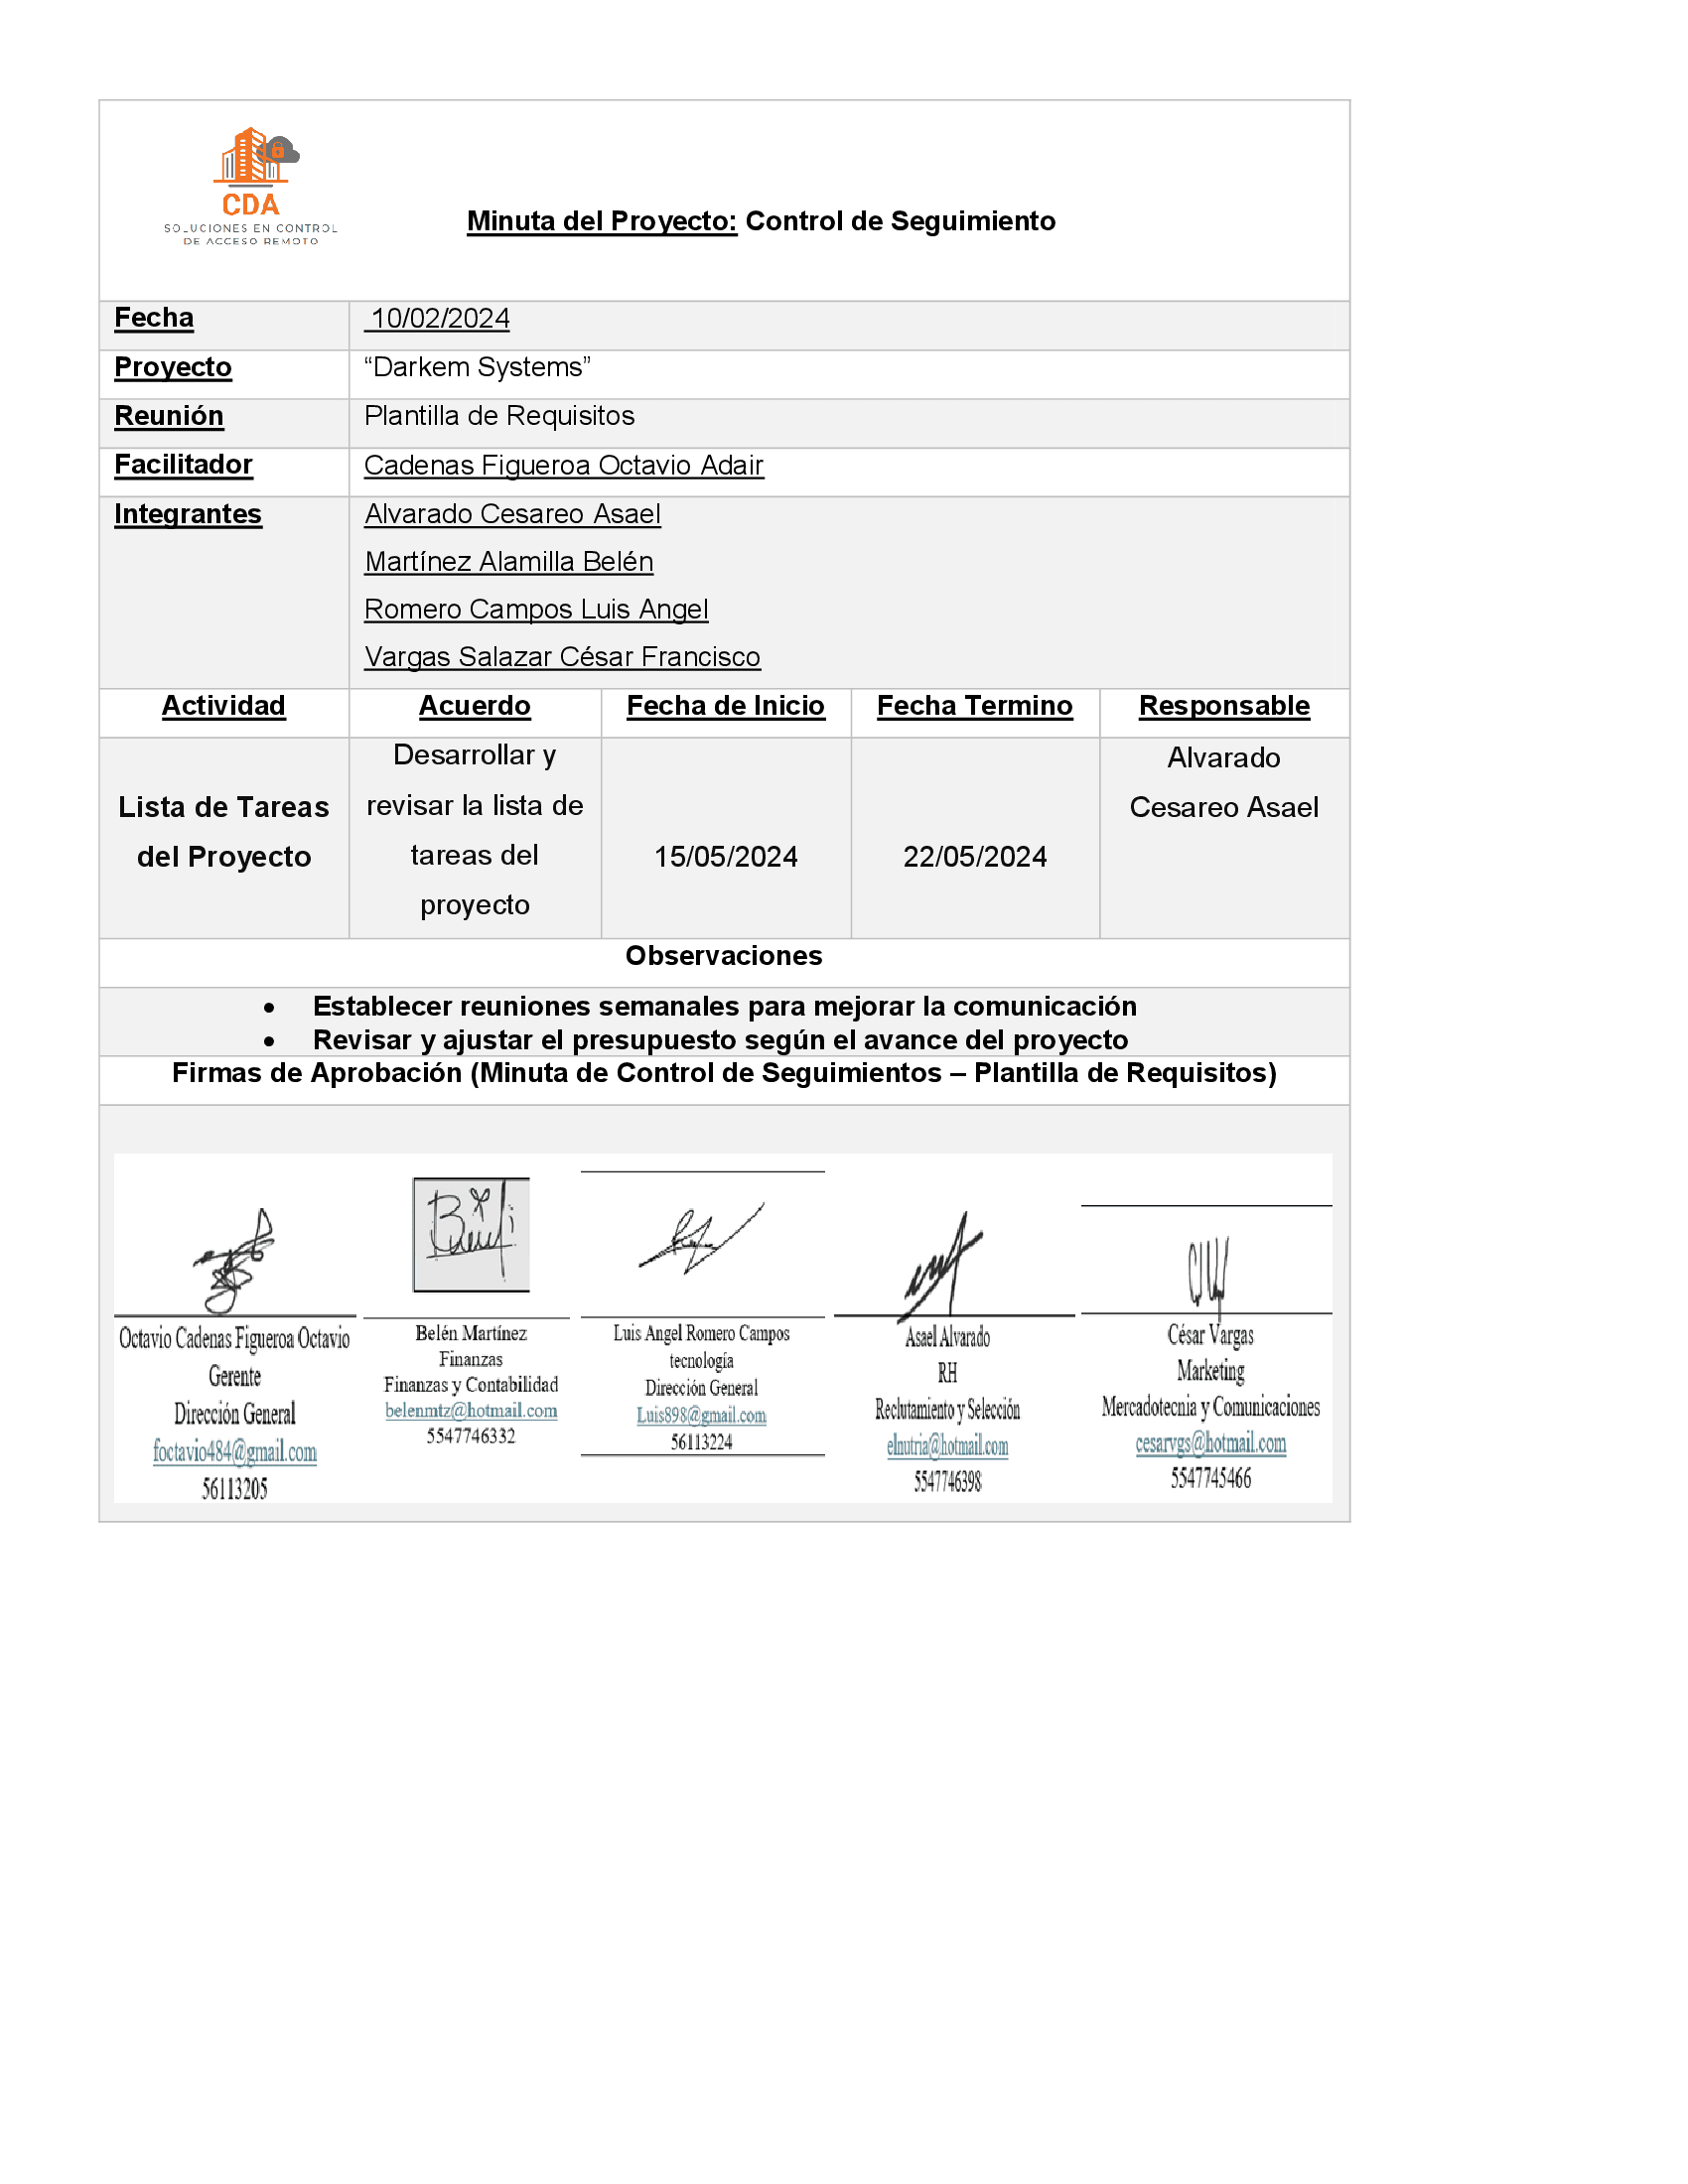 CDA
SOLUCIONES EN CONTROL
DE ACCESO REMOTO
Minuta del Proyecto: Control de Seguimiento
Fecha 10/02/2024
Proyecto “Darkem Systems”
Reunión Plantilla de Requisitos
Facilitador Cadenas Figueroa Octavio Adair
Integrantes Alvarado Cesareo Asael
Martínez Alamilla Belén
Romero Campos Luis Angel
Vargas Salazar César Francisco
Actividad Acuerdo Fecha de Inicio Fecha Termino Responsable
Lista de Tareas
del Proyecto
Desarrollar y
revisar la lista de
tareas del
proyecto
15/05/2024
22/05/2024
Alvarado
Cesareo Asael
Observaciones
• Establecer reuniones semanales para mejorar la comunicación
• Revisar y ajustar el presupuesto según el avance del proyecto
Firmas de Aprobación (Minuta de Control de Seguimientos – Plantilla de Requisitos)
Octavio Cadenas Figueroa Octavio
Gerente
Dirección General
foctavio484@gmail.com
56113205
Belén Martínez
Finanzas
Finanzas y Contabilidad
belenmtz@hotmail.com
5547746332
Luis Angel Romero Campos
tecnología
Dirección General
Luis898@gmail.com
56113224
Asael Alvarado
RH
Reclutamiento y Selección
elnutria@hotmail.com
5547746398
César Vargas
Marketing
Mercadotecnia y Comunicaciones
cesarvgs@hotmail.com
5547745466